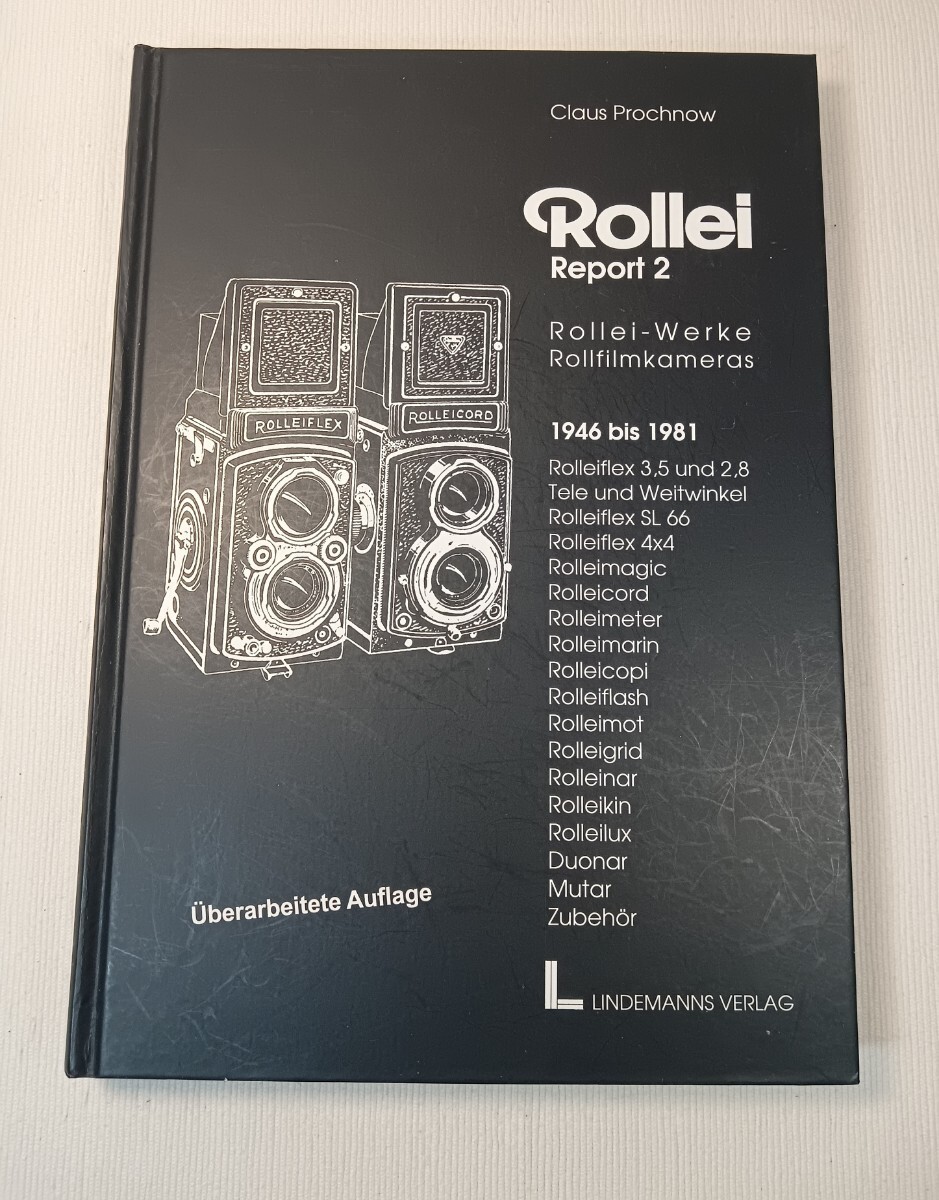 Claus Prochnow
Rollei
Report 2
Rollei-Werke
Rollfilmkameras
ROLLEIFLEX
ROLLEICORD
1946 bis 1981
Rolleiflex 3,5 und 2,8
Tele und Weitwinkel
Rolleiflex SL 66
Rolleiflex 4x4
Rolleimagic
Rolleicord
Rolleimeter
Rolleimarin
Rolleicopi
Rolleiflash
Rolleimot
Rolleigrid
Rolleinar
Rolleikin
Rolleilux
Duonar
Mutar
Zubehör
Überarbeitete Auflage
LINDEMANNS VERLAG